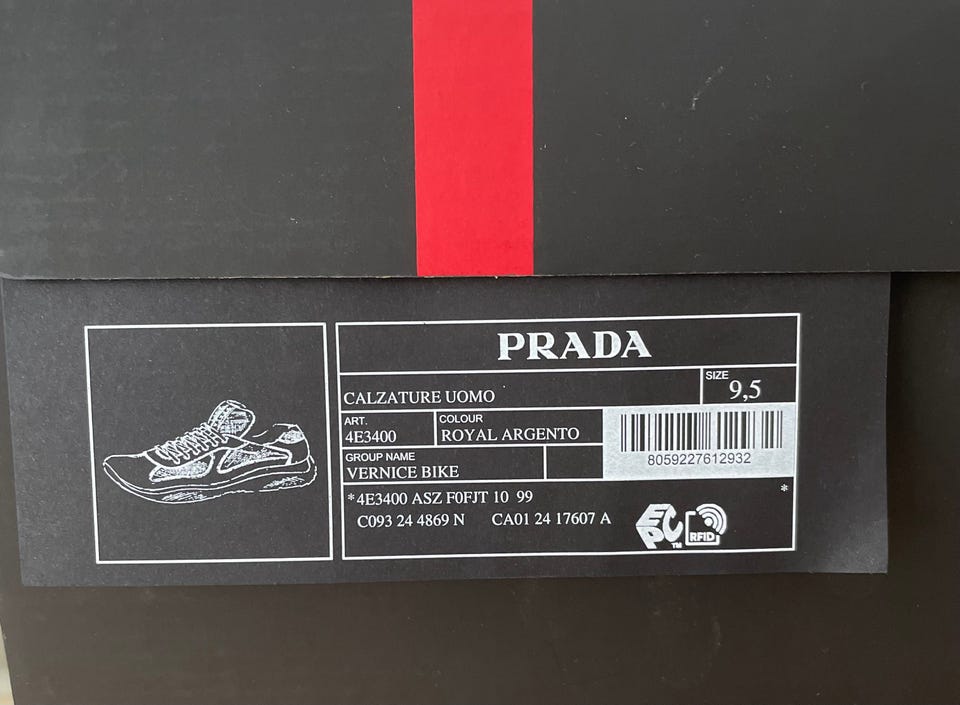 PRADA
CALZATURE UOMO
SIZE
9,5
ART.
4E3400
COLOUR
ROYAL ARGENTO
8059227612932
GROUP NAME
VERNICE BIKE
*4E3400 ASZ F0FJT 10 99 *
C093 24 4869 N CA01 24 17607 A
EPC™ RFID